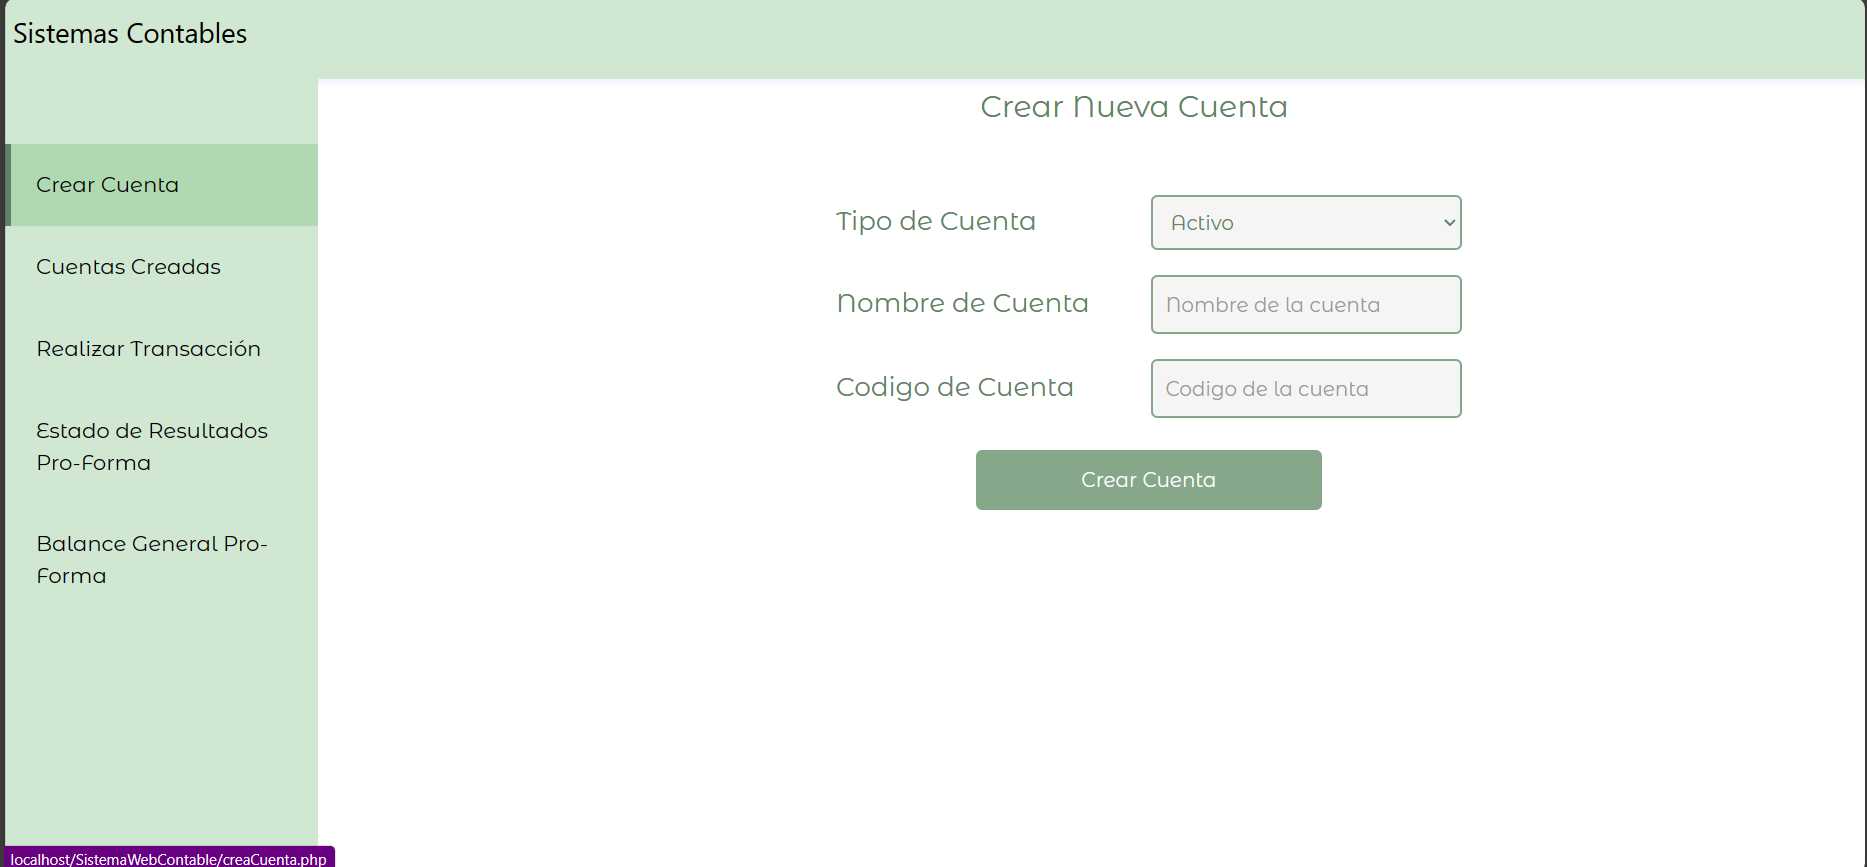 Sistemas Contables
Crear Cuenta
Cuentas Creadas
Realizar Transacción
Estado de Resultados
Pro-Forma
Balance General Pro-
Forma
Crear Nueva Cuenta
Tipo de Cuenta
Activo
Nombre de Cuenta
Nombre de la cuenta
Codigo de Cuenta
Codigo de la cuenta
Crear Cuenta
localhost/SistemaWebContable/creaCuenta.php